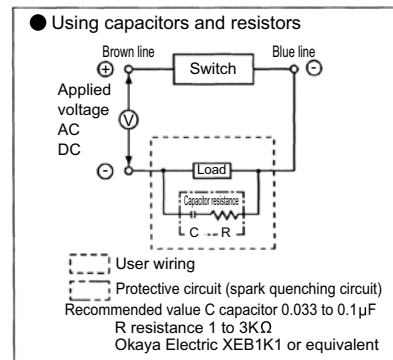 ● Using capacitors and resistors
Brown line
Blue line
⊕
Switch
⊖
Applied
voltage
AC
DC
V
⊖
Load
Capacitor resistance
C
R
User wiring
Protective circuit (spark quenching circuit)
Recommended value C capacitor 0.033 to 0.1µF
R resistance 1 to 3KΩ
Okaya Electric XEB1K1 or equivalent